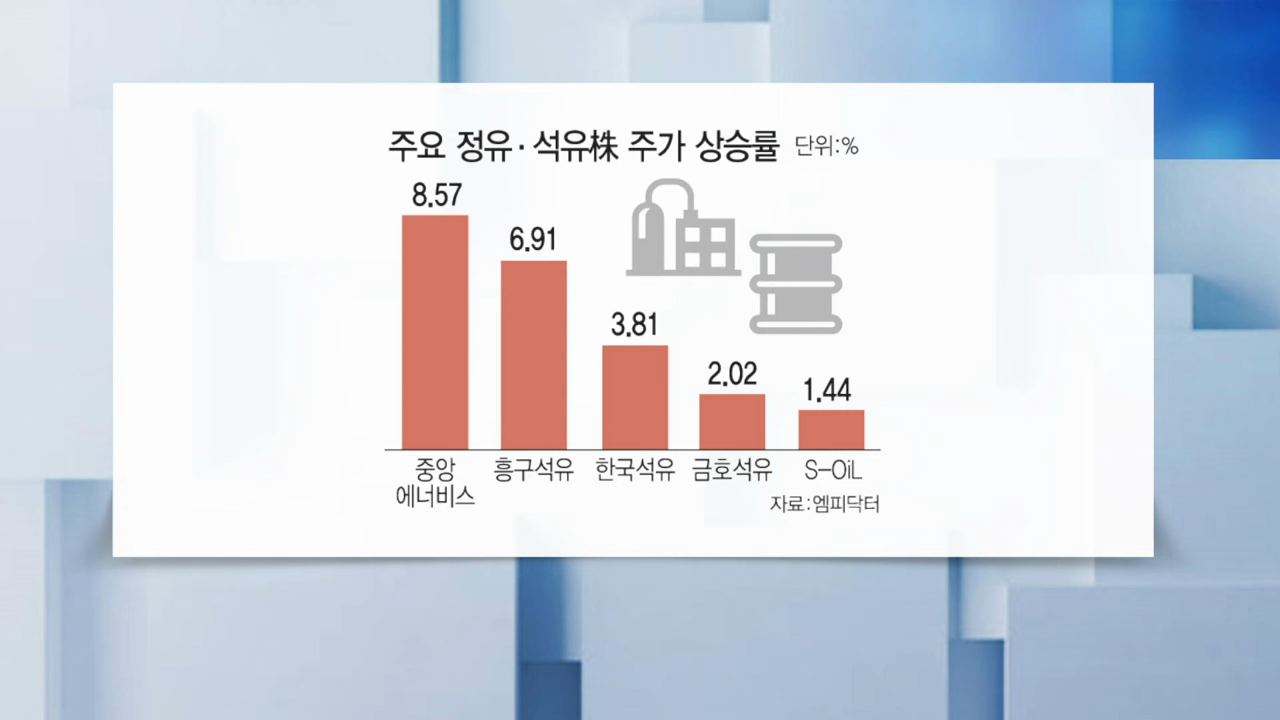 주요 정유·석유株 주가 상승률 단위:%
8.57
6.91
3.81
2.02
1.44
중앙
에너비스
흥구석유
한국석유
금호석유
S-OiL
자료:엠피닥터